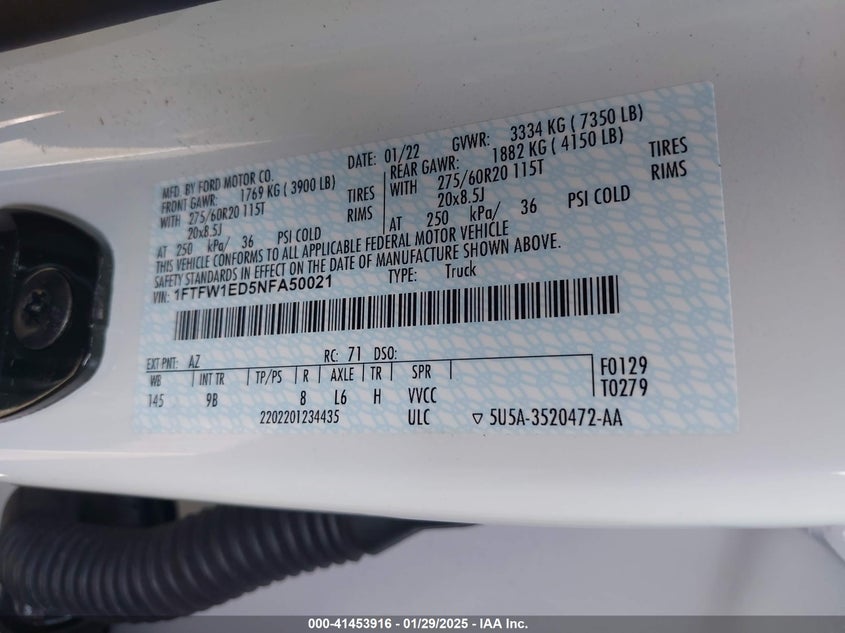 MFD. BY FORD MOTOR CO.
DATE: 01/22 GVWR: 3334 KG ( 7350 LB)
FRONT GAWR: 1769 KG ( 3900 LB) REAR GAWR: 1882 KG ( 4150 LB)
WITH 275/60R20 115T TIRES WITH 275/60R20 115T TIRES
20x8.5J RIMS 20x8.5J RIMS
AT 250 kPa/ 36 PSI COLD AT 250 kPa/ 36 PSI COLD
THIS VEHICLE CONFORMS TO ALL APPLICABLE FEDERAL MOTOR VEHICLE
SAFETY STANDARDS IN EFFECT ON THE DATE OF MANUFACTURE SHOWN ABOVE.
VIN: 1FTFW1ED5NFA50021 TYPE: Truck
EXT PNT: AZ RC: 71 DSO:
WB INT TR TP/PS R AXLE TR SPR
145 9B 8 L6 H VVCC
F0129
T0279
2202201234435 ULC ▽ 5U5A-3520472-AA
000-41453916 - 01/29/2025 - IAA Inc.